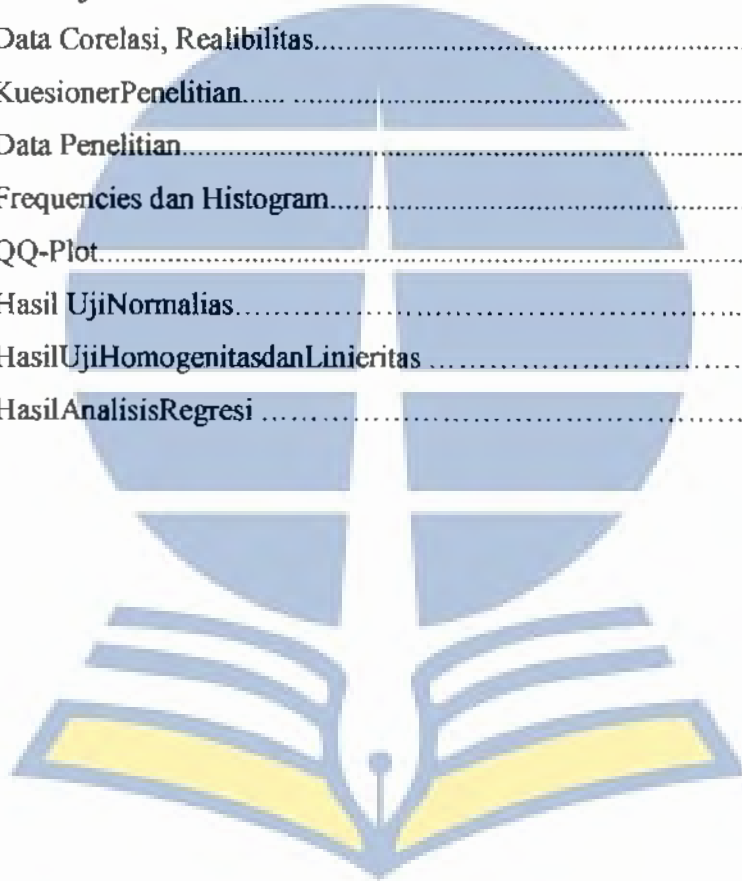 Data Corelasi, Realibilitas....................................................................
KuesionerPenelitian...... ....................................................................
Data Penelitian....................................................................
Frequencies dan Histogram....................................................................
QQ-Plot....................................................................
Hasil UjiNormalias....................................................................
HasilUjiHomogenitasdanLinieritas ....................................................................
HasilAnalisisRegresi ....................................................................